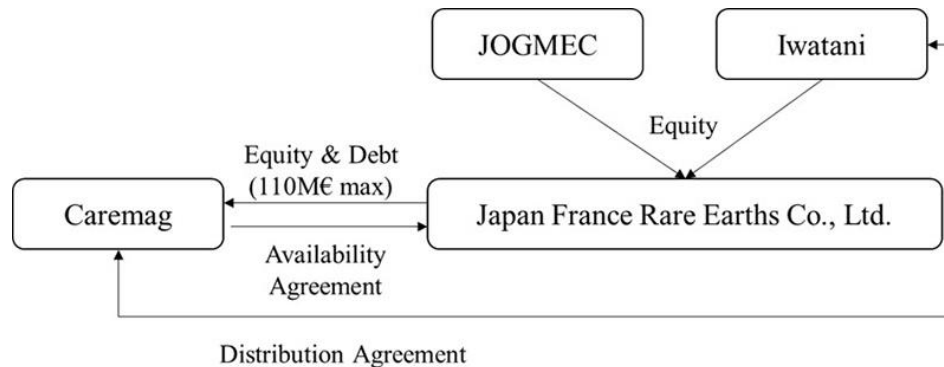 JOGMEC
Iwatani
Equity
Equity & Debt
(110M€ max)
Caremag
Japan France Rare Earths Co., Ltd.
Availability
Agreement
Distribution Agreement